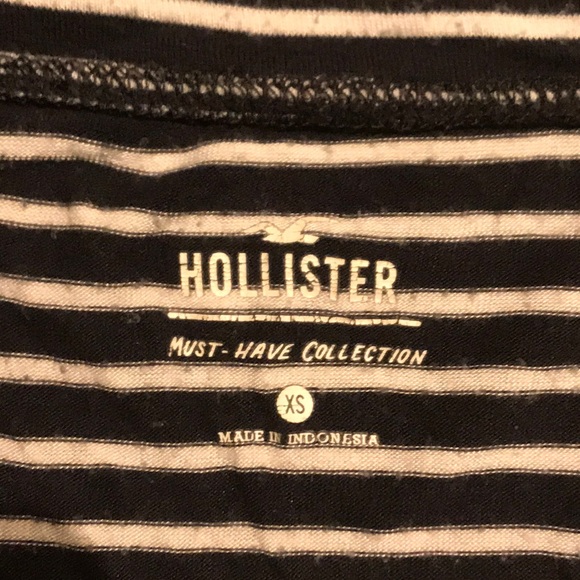 HOLLISTER
MUST-HAVE COLLECTION
XS
MADE IN INDONESIA